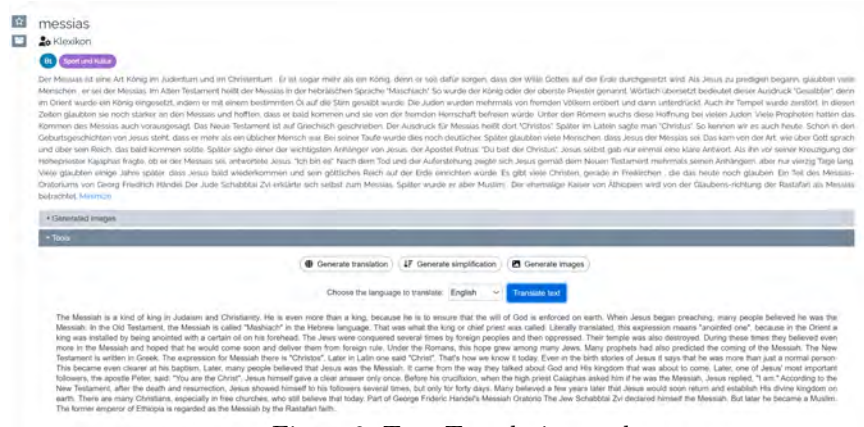 messias
Klexikon
Sport und Kultur
Der Messias ist eine Art König im Judentum und im Christentum . Er ist sogar mehr als ein König, denn er soll dafür sorgen, dass der Wille Gottes auf der Erde durchgesetzt wird. Als Jesus zu predigen begann, glaubten viele
Menschen , er sei der Messias. Im Alten Testament heißt der Messias in der hebräischen Sprache "Maschiach" So wurde der König oder der oberste Priester genannt. Wörtlich übersetzt bedeutet dieser Ausdruck "Gesalbter", denn
im Orient wurde ein König eingesetzt, indem er mit einem bestimmten Öl auf die Stirn gesalbt wurde. Die Juden wurden mehrmals von fremden Völkern erobert und dann unterdrückt. Auch ihr Tempel wurde zerstört. In diesen
Zeiten glaubten sie noch stärker an den Messias und hofften, dass er bald kommen und sie von der fremden Herrschaft befreien würde. Unter den Römern wuchs diese Hoffnung bei vielen Juden. Viele Propheten hatten das
Kommen des Messias auch vorausgesagt. Das Neue Testament ist auf Griechisch geschrieben. Der Ausdruck für Messias heißt dort "Christos". Später im Latein sagte man "Christus". So kennen wir es auch heute. Schon in den
Geburtsgeschichten von Jesus steht, dass er mehr als ein üblicher Mensch war. Bei seiner Taufe wurde dies noch deutlicher. Später glaubten viele Menschen, dass Jesus der Messias sei. Das kam von der Art, wie über Gott sprach
und über sein Reich, das bald kommen sollte. Später sagte einer der wichtigsten Anhänger von Jesus, der Apostel Petrus: "Du bist der Christus". Jesus selbst gab nur einmal eine klare Antwort. Als ihn vor seiner Kreuzigung der
Hohepriester Kajaphas fragte, ob er der Messias sei, antwortete Jesus: "Ich bin es". Nach dem Tod und der Auferstehung zeigte sich Jesus gemäß dem Neuen Testament mehrmals seinen Anhängern, aber nur vierzig Tage lang.
Viele glaubten einige Jahre später, dass Jesus bald wiederkommen und sein göttliches Reich auf der Erde einrichten würde. Es gibt viele Christen, gerade in Freikirchen , die das heute noch glauben. Ein Teil des Messias-
Oratoriums von Georg Friedrich Händel Der Jude Schabbtai Zvi erklärte sich selbst zum Messias. Später wurde er aber Muslim . Der ehemalige Kaiser von Äthiopien wird von der Glaubens-richtung der Rastafari als Messias
betrachtet. Minimize
Generated images
Tools
Generate translation Generate simplification Generate images
Choose the language to translate: English Translate text
The Messiah is a kind of king in Judaism and Christianity. He is even more than a king, because he is to ensure that the will of God is enforced on earth. When Jesus began preaching, many people believed he was the
Messiah. In the Old Testament, the Messiah is called "Mashiach" in the Hebrew language. That was what the king or chief priest was called. Literally translated, this expression means "anointed one", because in the Orient a
king was installed by being anointed with a certain oil on his forehead. The Jews were conquered several times by foreign peoples and then oppressed. Their temple was also destroyed. During these times they believed even
more in the Messiah and hoped that he would come soon and deliver them from foreign rule. Under the Romans, this hope grew among many Jews. Many prophets had also predicted the coming of the Messiah. The New
Testament is written in Greek. The expression for Messiah there is "Christos". Later in Latin one said "Christ". That's how we know it today. Even in the birth stories of Jesus it says that he was more than just a normal person.
This became even clearer at his baptism. Later, many people believed that Jesus was the Messiah. It came from the way they talked about God and His kingdom that was about to come. Later, one of Jesus' most important
followers, the apostle Peter, said: "You are the Christ". Jesus himself gave a clear answer only once. Before his crucifixion, when the high priest Caiaphas asked him if he was the Messiah, Jesus replied, "I am." According to the
New Testament, after the death and resurrection, Jesus showed himself to his followers several times, but only for forty days. Many believed a few years later that Jesus would soon return and establish His divine kingdom on
earth. There are many Christians, especially in free churches, who still believe that today. Part of George Frideric Handel's Messiah Oratorio The Jew Schabbtai Zvi declared himself the Messiah. But later he became a Muslim.
The former emperor of Ethiopia is regarded as the Messiah by the Rastafari faith.